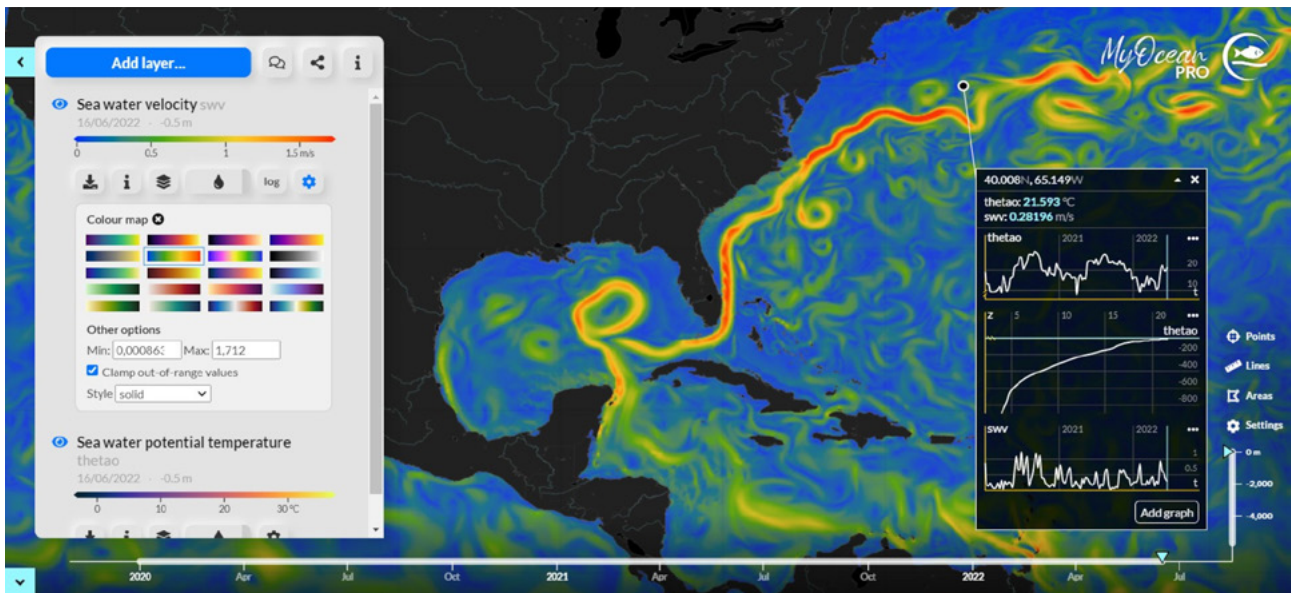 Add layer...
i
MyOcean
PRO
Sea water velocity swv
16/06/2022 - -0.5 m
0 0.5 1 1.5 m/s
i log
Colour map
Other options
Min: 0,000863 Max: 1,712
Clamp out-of-range values
Style solid
Sea water potential temperature
thetao
16/06/2022 - -0.5 m
0 10 20 30°C
40.008N, 65.149W
thetao: 21.593 °C
swv: 0.28196 m/s
thetao 2021 2022
20
10
t
z 5 10 15 20
thetao
-200
-400
-600
-800
swv 2021 2022
1
0.5
t
Add graph
Points
Lines
Areas
Settings
0 m
-2,000
-4,000
2020 Apr Jul Oct 2021 Apr Jul Oct 2022 Apr Jul